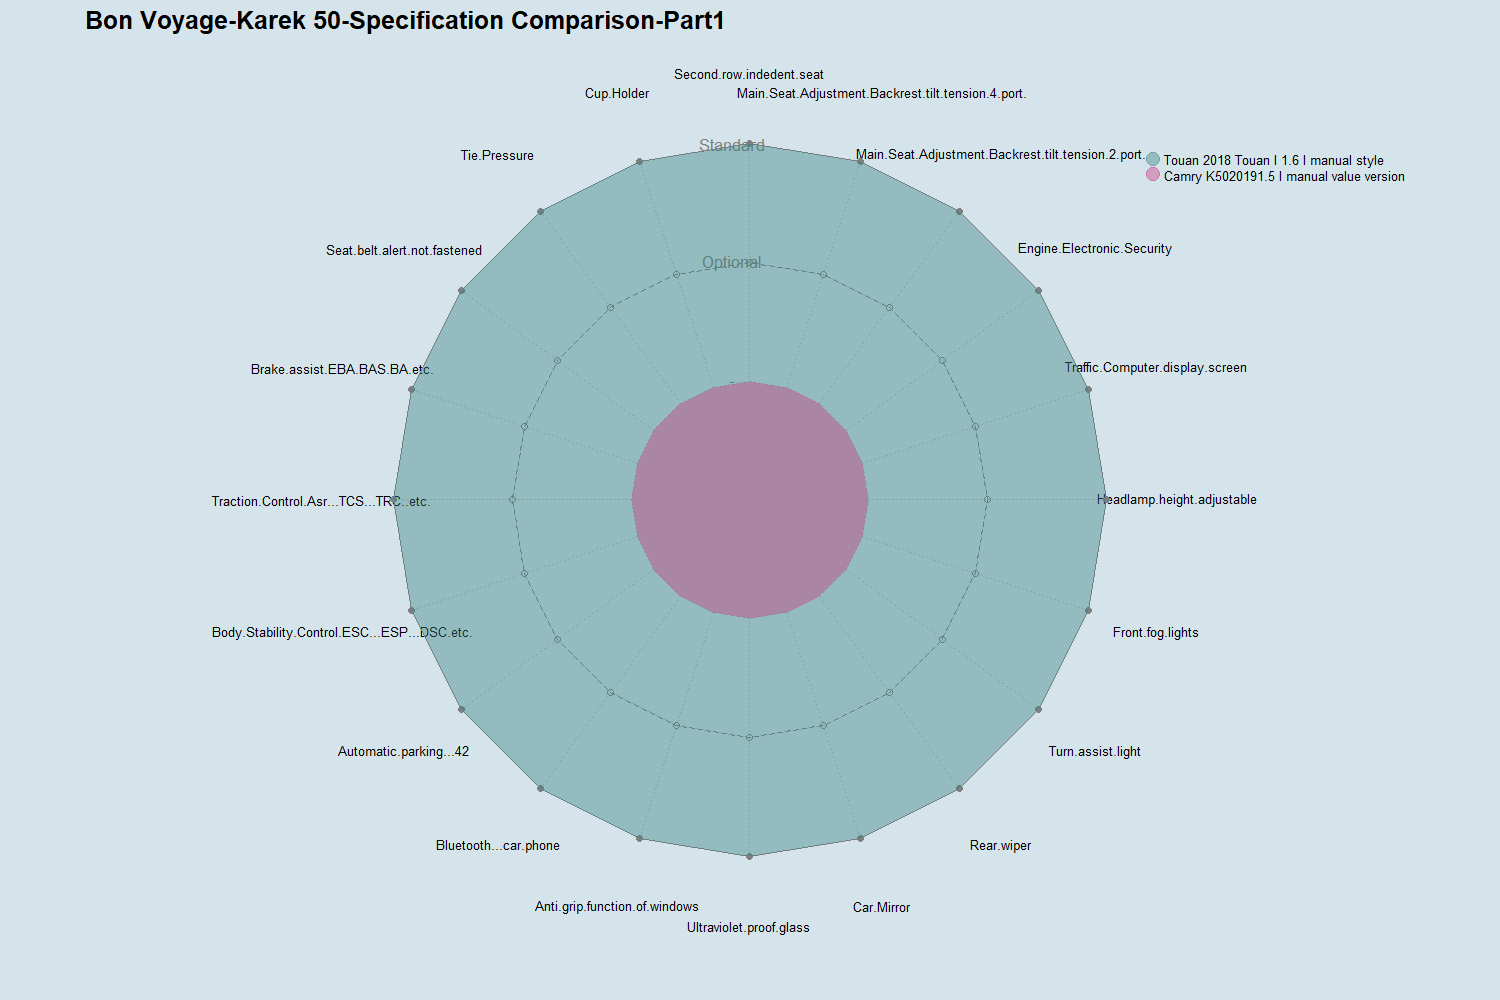 Bon Voyage-Karek 50-Specification Comparison-Part1
Second.row.indedent.seat
Cup.Holder
Main.Seat.Adjustment.Backrest.tilt.tension.4.port.
Standard
Tie.Pressure
Main.Seat.Adjustment.Backrest.tilt.tension.2.port.
Touan 2018 Touan I 1.6 I manual style
Camry K5020191.5 I manual value version
Seat.belt.alert.not.fastened
Engine.Electronic.Security
Optional
Brake.assist.EBA.BAS.BA.etc.
Traffic.Computer.display.screen
-
Traction.Control.Asr...TCS...TRC..etc.
Headlamp.height.adjustable
Body.Stability.Control.ESC...ESP...DSC.etc.
Front.fog.lights
Automatic.parking...42
Turn.assist.light
Bluetooth...car.phone
Rear.wiper
Anti.grip.function.of.windows
Car.Mirror
Ultraviolet.proof.glass